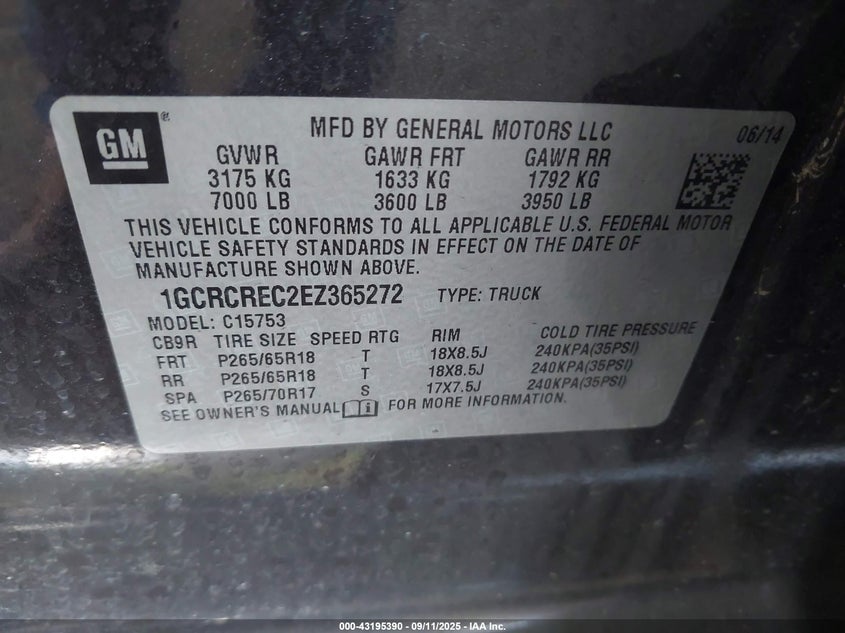 GM ®
MFD BY GENERAL MOTORS LLC 06/14
GVWR GAWR FRT GAWR RR
3175 KG 1633 KG 1792 KG
7000 LB 3600 LB 3950 LB
THIS VEHICLE CONFORMS TO ALL APPLICABLE U.S. FEDERAL MOTOR
VEHICLE SAFETY STANDARDS IN EFFECT ON THE DATE OF
MANUFACTURE SHOWN ABOVE.
1GCRCREC2EZ365272 TYPE: TRUCK
MODEL: C15753
CB9R TIRE SIZE SPEED RTG RIM COLD TIRE PRESSURE
FRT P265/65R18 T 18X8.5J 240KPA(35PSI)
RR P265/65R18 T 18X8.5J 240KPA(35PSI)
SPA P265/70R17 S 17X7.5J 240KPA(35PSI)
SEE OWNER'S MANUAL i FOR MORE INFORMATION.
000-43195390 - 09/11/2025 - IAA Inc.